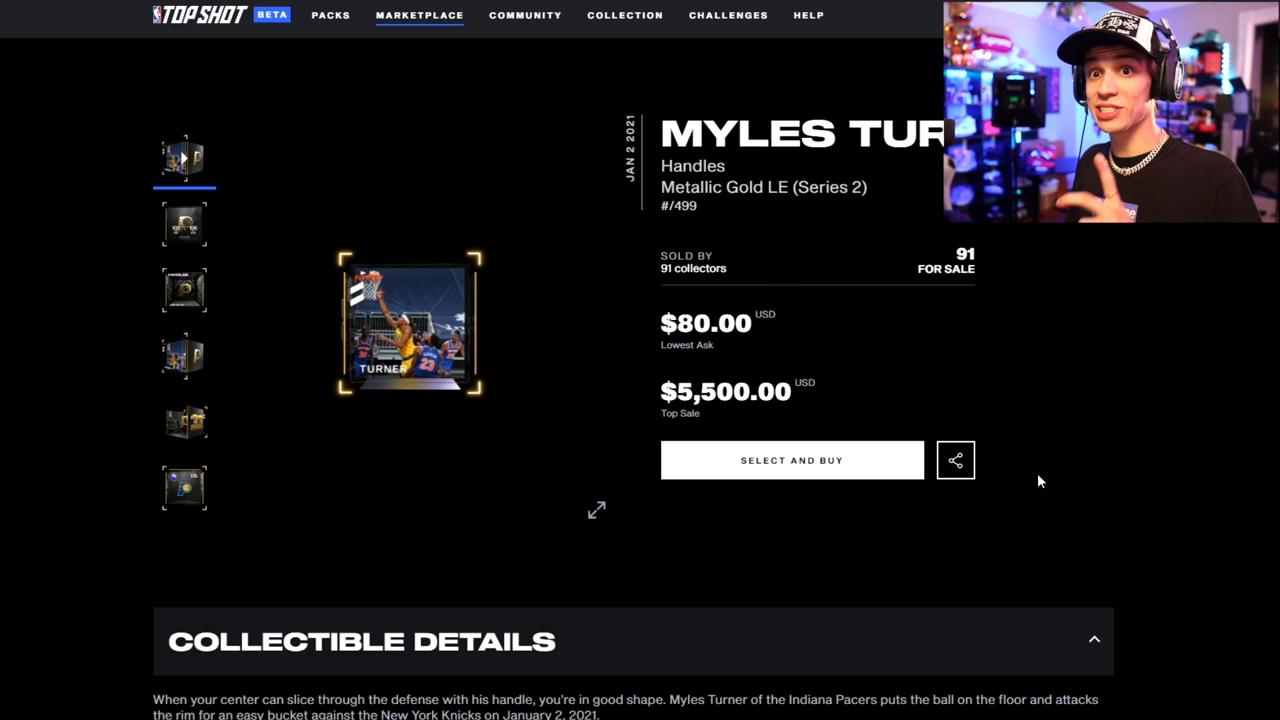 TOP SHOT BETA PACKS MARKETPLACE COMMUNITY COLLECTION CHALLENGES HELP
JAN 2 2021
MYLES TUR
Handles
Metallic Gold LE (Series 2)
#/499
SOLD BY
91 collectors
91
FOR SALE
$80.00 USD
Lowest Ask
$5,500.00 USD
Top Sale
SELECT AND BUY
TURNER
23
COLLECTIBLE DETAILS
When your center can slice through the defense with his handle, you're in good shape. Myles Turner of the Indiana Pacers puts the ball on the floor and attacks
the rim for an easy bucket against the New York Knicks on January 2, 2021.